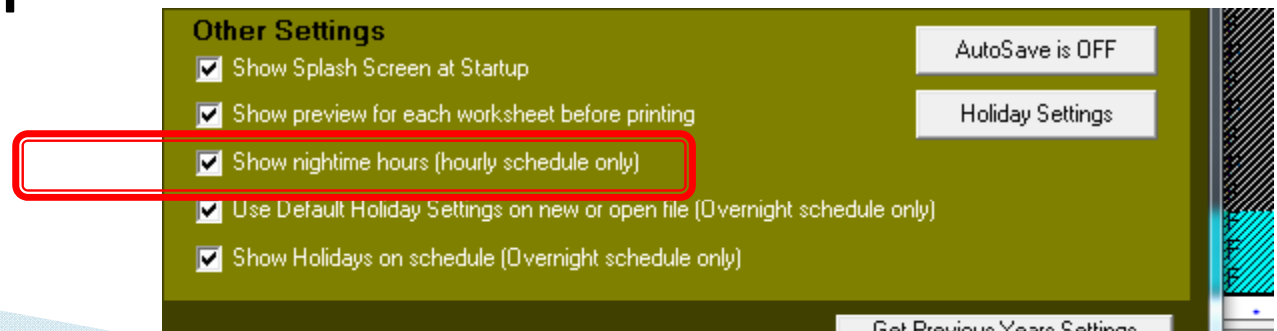 Other Settings
Show Splash Screen at Startup
AutoSave is OFF
Show preview for each worksheet before printing
Holiday Settings
Show nightime hours (hourly schedule only)
Use Default Holiday Settings on new or open file (Overnight schedule only)
Show Holidays on schedule (Overnight schedule only)
Get Previous Years Settings